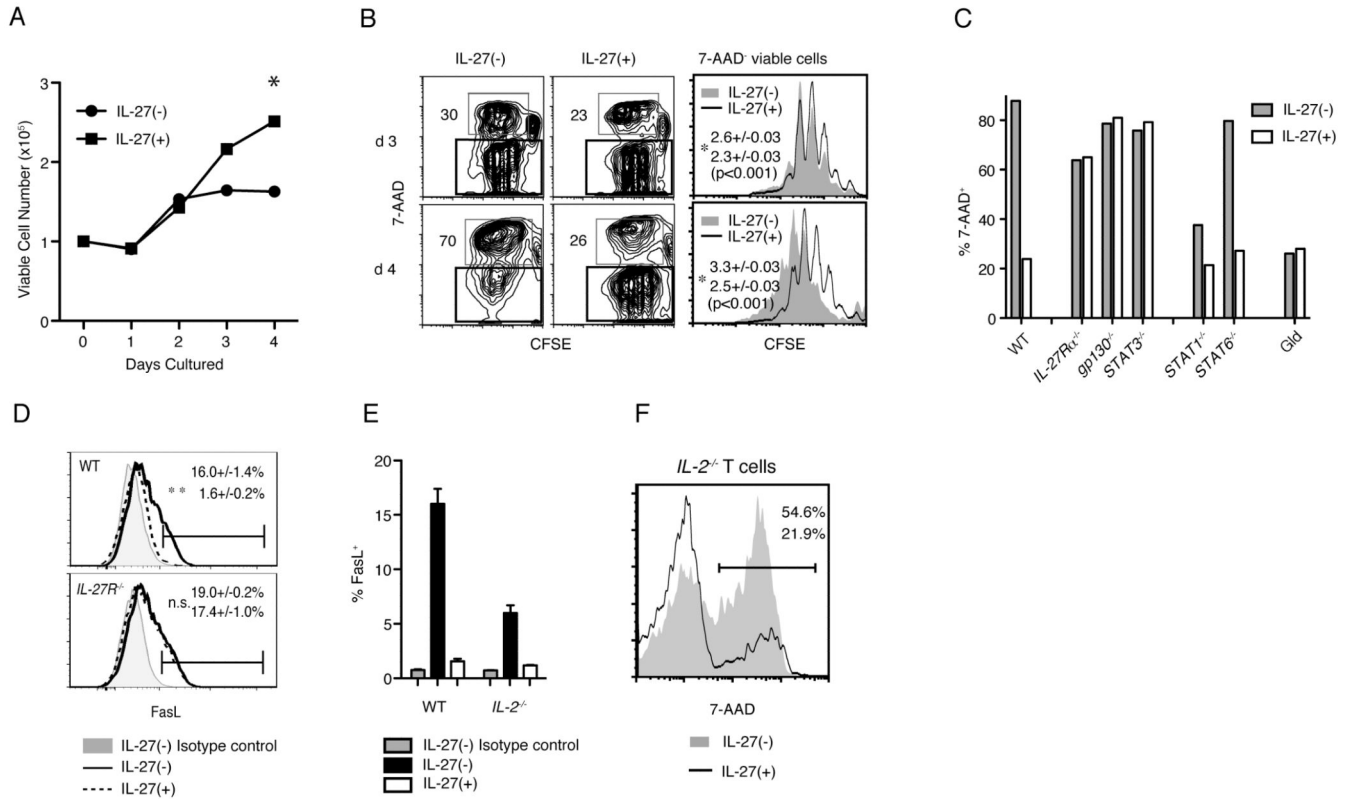 A
Viable Cell Number (x10⁵)
3
2
1
0
IL-27(-)
IL-27(+)
*
0 1 2 3 4
Days Cultured
B
IL-27(-) IL-27(+) 7-AAD⁻ viable cells
d 3
30
23
IL-27(-)
IL-27(+)
2.6+/-0.03
*
2.3+/-0.03
(p<0.001)
7-AAD
d 4
70
26
IL-27(-)
IL-27(+)
3.3+/-0.03
*
2.5+/-0.03
(p<0.001)
CFSE CFSE CFSE
C
% 7-AAD⁺
80
60
40
20
0
IL-27(-)
IL-27(+)
WT IL-27Rα⁻/⁻ gp130⁻/⁻ STAT3⁻/⁻ STAT1⁻/⁻ STAT6⁻/⁻ Gld
D
WT
16.0+/-1.4%
** 1.6+/-0.2%
IL-27R⁻/⁻
19.0+/-0.2%
n.s. 17.4+/-1.0%
FasL
IL-27(-) Isotype control
IL-27(-)
IL-27(+)
E
% FasL⁺
20
15
10
5
0
WT IL-2⁻/⁻
IL-27(-) Isotype control
IL-27(-)
IL-27(+)
F
IL-2⁻/⁻ T cells
54.6%
21.9%
7-AAD
IL-27(-)
IL-27(+)